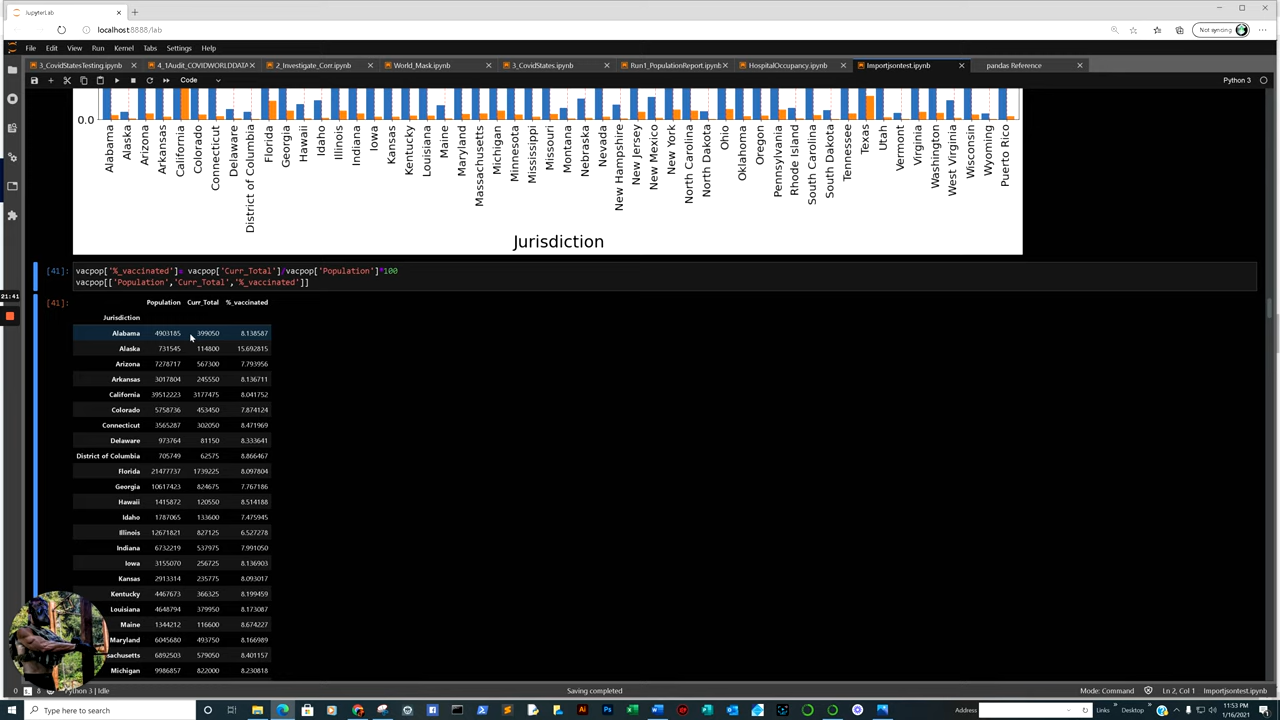 JupyterLab
localhost:8888/lab
Not syncing
File Edit View Run Kernel Tabs Settings Help
3_CovidStatesTesting.ipynb 4_1Audit_COVIDWORLDDATA 2_Investigate_Corr.ipynb World_Mask.ipynb 3_CovidStates.ipynb Run1_PopulationReport.ipynb HospitalOccupancy.ipynb Importjsontest.ipynb pandas Reference
Code Python 3
0.0
Alabama
Alaska
Arizona
Arkansas
California
Colorado
Connecticut
Delaware
District of Columbia
Florida
Georgia
Hawaii
Idaho
Illinois
Indiana
Iowa
Kansas
Kentucky
Louisiana
Maine
Maryland
Massachusetts
Michigan
Minnesota
Mississippi
Missouri
Montana
Nebraska
Nevada
New Hampshire
New Jersey
New Mexico
New York
North Carolina
North Dakota
Ohio
Oklahoma
Oregon
Pennsylvania
Rhode Island
South Carolina
South Dakota
Tennessee
Texas
Utah
Vermont
Virginia
Washington
West Virginia
Wisconsin
Wyoming
Puerto Rico
Jurisdiction
[41]: vacpop['%_vaccinated']= vacpop['Curr_Total']/vacpop['Population']*100
vacpop[['Population','Curr_Total','%_vaccinated']]
21:41
[41]: Population Curr_Total %_vaccinated
Jurisdiction
Alabama 4903185 399050 8.138587
Alaska 731545 114800 15.692815
Arizona 7278717 567300 7.793956
Arkansas 3017804 245550 8.136711
California 39512223 3177475 8.041752
Colorado 5758736 453450 7.874124
Connecticut 3565287 302050 8.471969
Delaware 973764 81150 8.333641
District of Columbia 705749 62575 8.866467
Florida 21477737 1739225 8.097804
Georgia 10617423 824675 7.767186
Hawaii 1415872 120550 8.514188
Idaho 1787065 133600 7.475945
Illinois 12671821 827125 6.527278
Indiana 6732219 537975 7.991050
Iowa 3155070 256725 8.136903
Kansas 2913314 235775 8.093017
Kentucky 4467673 366325 8.199459
Louisiana 4648794 379950 8.173087
Maine 1344212 116600 8.674227
Maryland 6045680 493750 8.166989
sachusetts 6892503 579050 8.401157
Michigan 9986857 822000 8.230818
0 8 Python 3 | Idle Saving completed Mode: Command Ln 2, Col 1 Importjsontest.ipynb
Type here to search Address Links Desktop 11:53 PM
1/16/2021